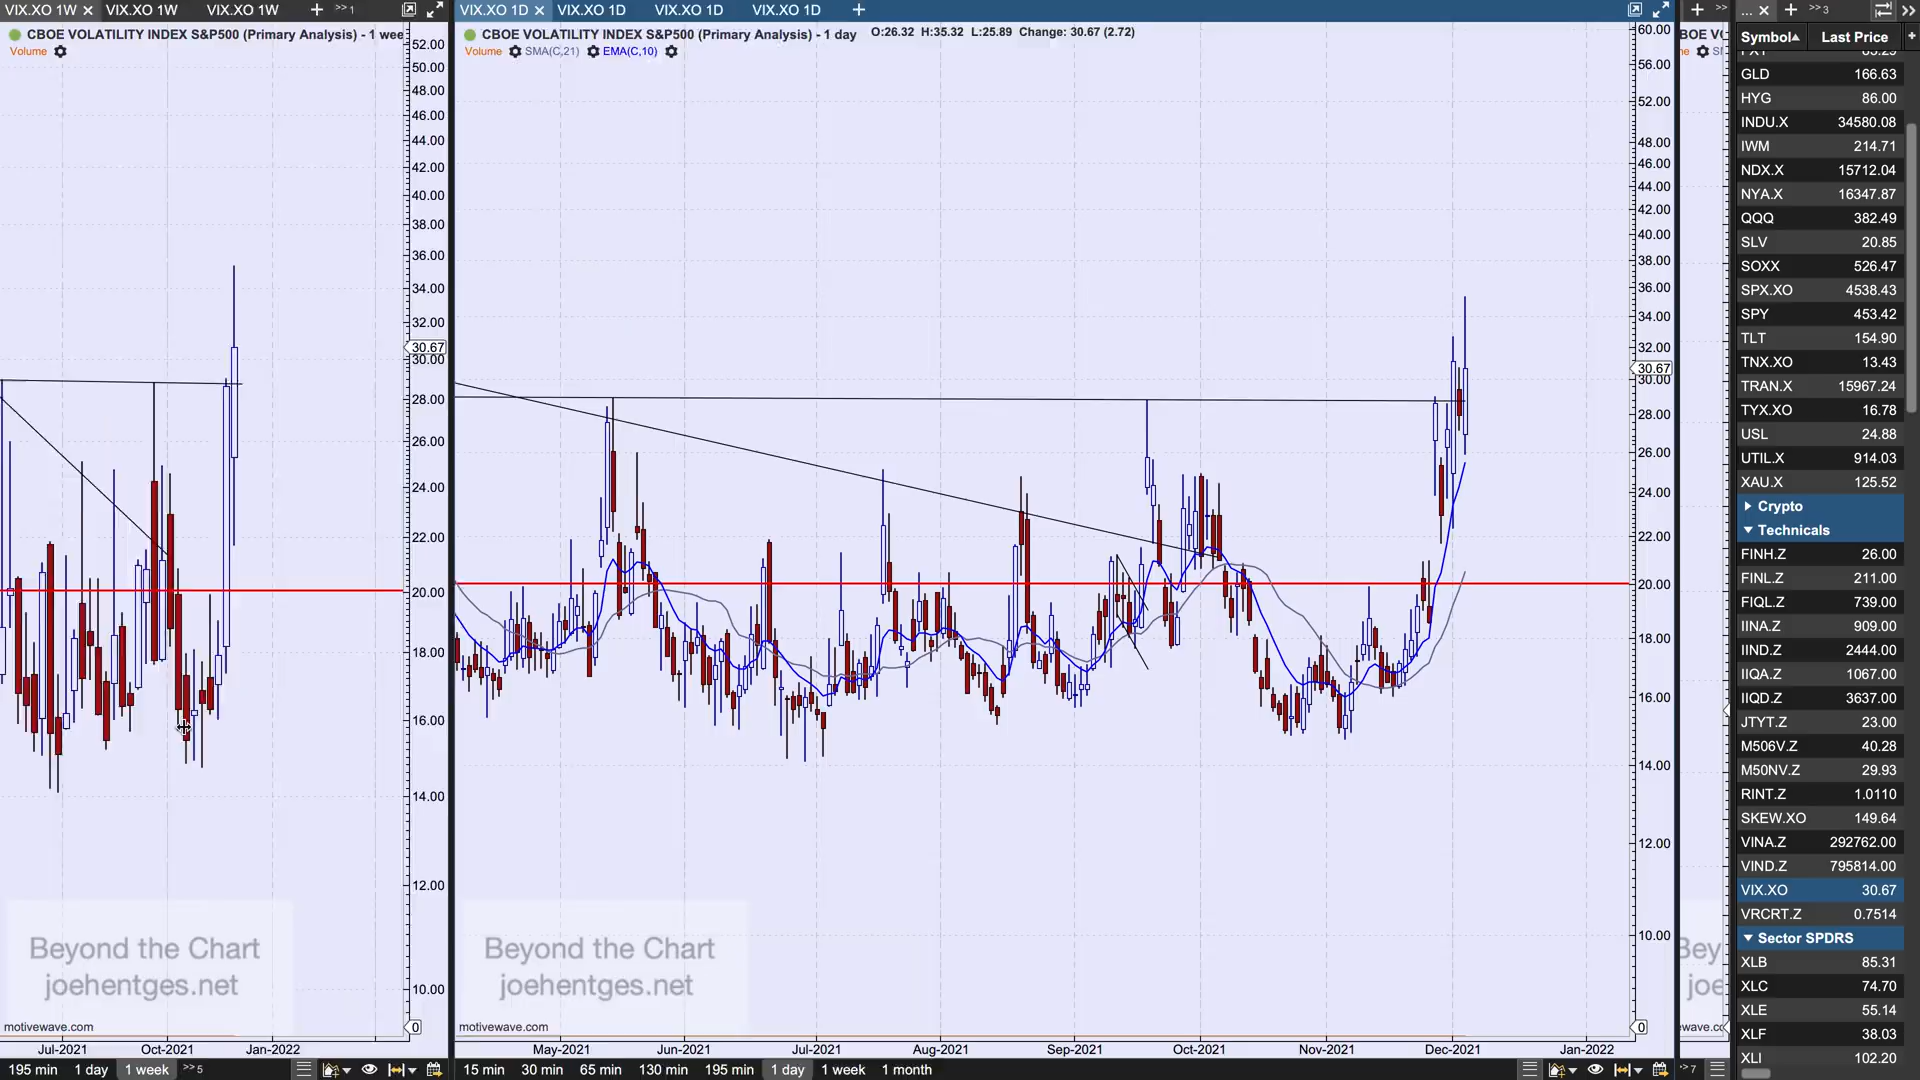 VIX.XO 1W × VIX.XO 1W VIX.XO 1W + >> 1
CBOE VOLATILITY INDEX S&P500 (Primary Analysis) - 1 wee
Volume
52.00
50.00
48.00
46.00
44.00
42.00
40.00
38.00
36.00
34.00
32.00
30.67
30.00
28.00
26.00
24.00
22.00
20.00
18.00
16.00
14.00
12.00
10.00
0
Beyond the Chart
joehentges.net
motivewave.com
Jul-2021 Oct-2021 Jan-2022
195 min 1 day 1 week >> 5
VIX.XO 1D × VIX.XO 1D VIX.XO 1D VIX.XO 1D +
CBOE VOLATILITY INDEX S&P500 (Primary Analysis) - 1 day O:26.32 H:35.32 L:25.89 Change: 30.67 (2.72)
Volume SMA(C,21) EMA(C,10)
60.00
56.00
52.00
48.00
46.00
44.00
42.00
40.00
38.00
36.00
34.00
32.00
30.67
30.00
28.00
26.00
24.00
22.00
20.00
18.00
16.00
14.00
12.00
10.00
0
Beyond the Chart
joehentges.net
motivewave.com
May-2021 Jun-2021 Jul-2021 Aug-2021 Sep-2021 Oct-2021 Nov-2021 Dec-2021 Jan-2022
15 min 30 min 65 min 130 min 195 min 1 day 1 week 1 month
+ >>
BOE VO
ne SI
Bey
joe
wave.co
>> 7
... × + >> 3
Symbol Last Price +
GLD 166.63
HYG 86.00
INDU.X 34580.08
IWM 214.71
NDX.X 15712.04
NYA.X 16347.87
QQQ 382.49
SLV 20.85
SOXX 526.47
SPX.XO 4538.43
SPY 453.42
TLT 154.90
TNX.XO 13.43
TRAN.X 15967.24
TYX.XO 16.78
USL 24.88
UTIL.X 914.03
XAU.X 125.52
Crypto
Technicals
FINH.Z 26.00
FINL.Z 211.00
FIQL.Z 739.00
IINA.Z 909.00
IIND.Z 2444.00
IIQA.Z 1067.00
IIQD.Z 3637.00
JTYT.Z 23.00
M506V.Z 40.28
M50NV.Z 29.93
RINT.Z 1.0110
SKEW.XO 149.64
VINA.Z 292762.00
VIND.Z 795814.00
VIX.XO 30.67
VRCRT.Z 0.7514
Sector SPDRS
XLB 85.31
XLC 74.70
XLE 55.14
XLF 38.03
XLI 102.20